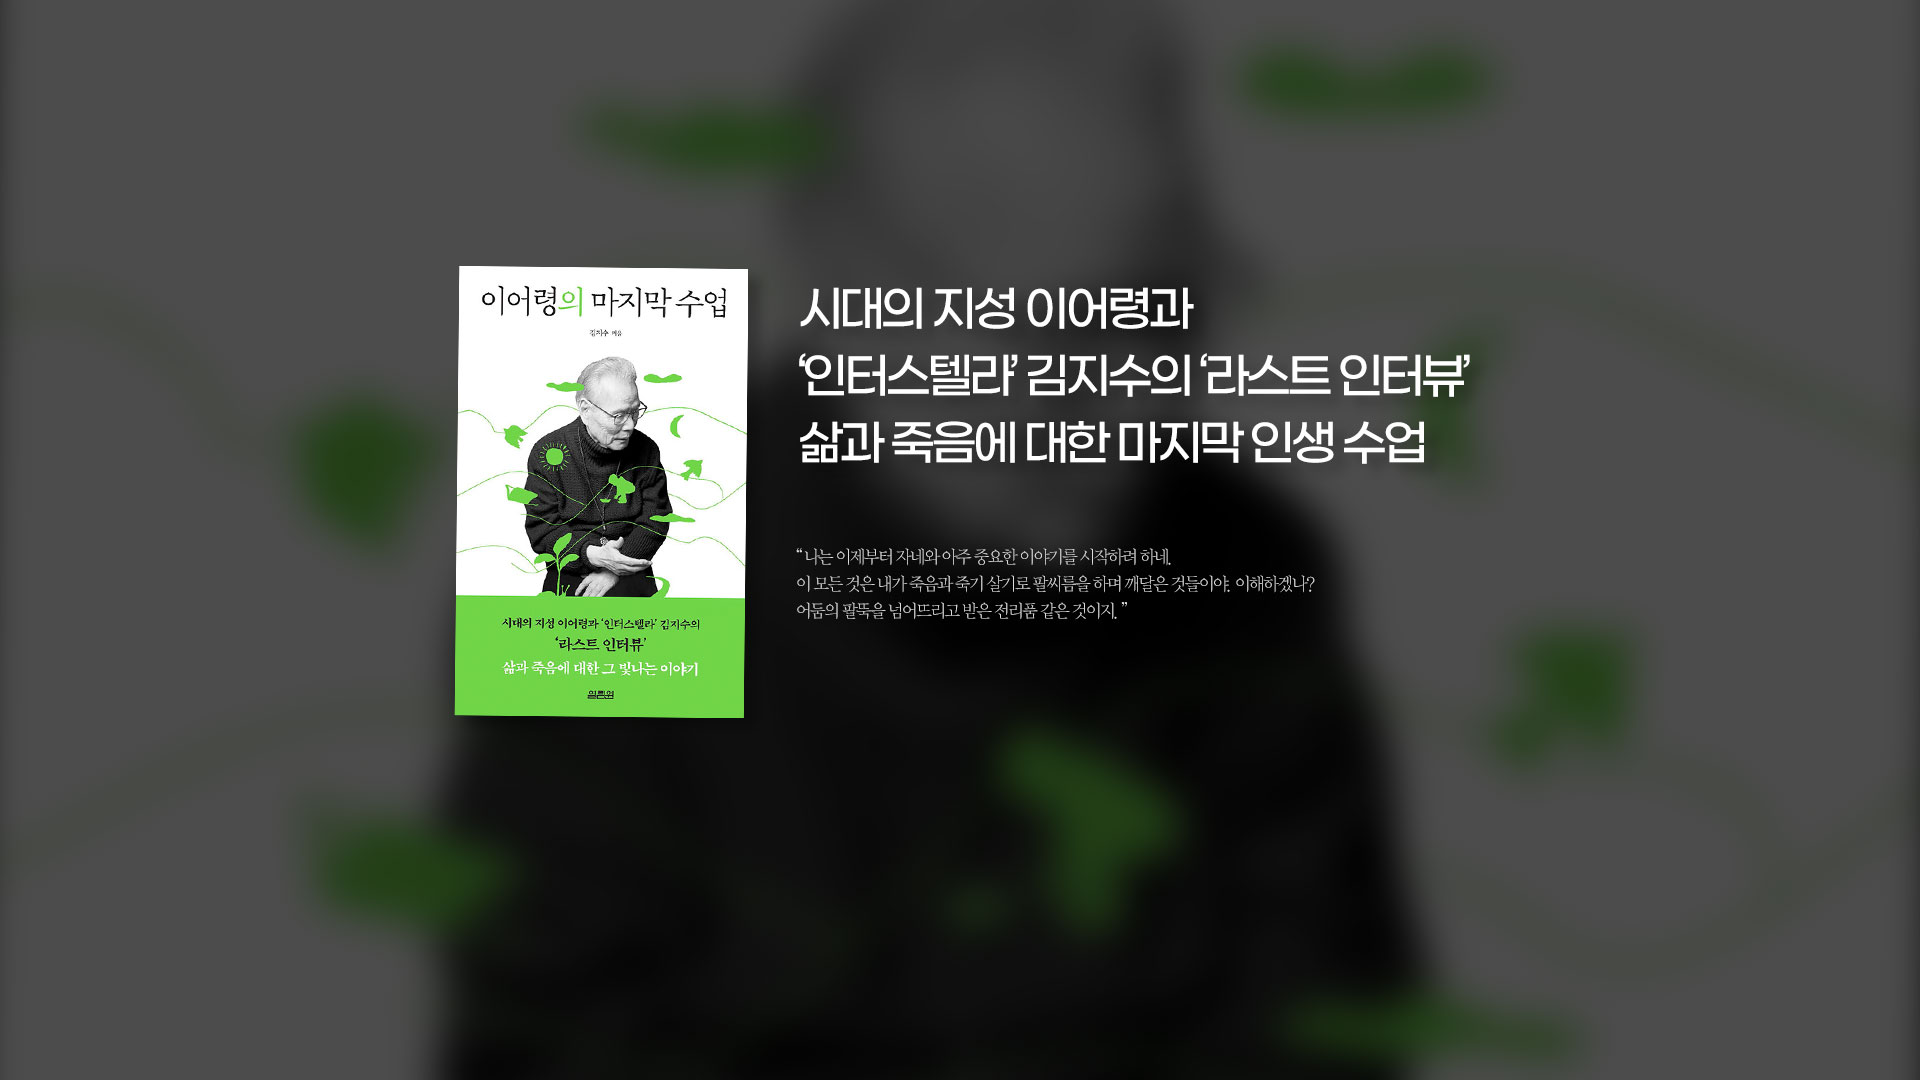 이어령의 마지막 수업
김지수 지음
시대의 지성 이어령과 ‘인터스텔라’ 김지수의
‘라스트 인터뷰’
삶과 죽음에 대한 그 빛나는 이야기
열림원
시대의 지성 이어령과
‘인터스텔라’ 김지수의 ‘라스트 인터뷰’
삶과 죽음에 대한 마지막 인생 수업
“ 나는 이제부터 자네와 아주 중요한 이야기를 시작하려 하네.
이 모든 것은 내가 죽음과 죽기 살기로 팔씨름을 하며 깨달은 것들이야. 이해하겠나?
어둠의 팔뚝을 넘어뜨리고 받은 전리품 같은 것이지. ”